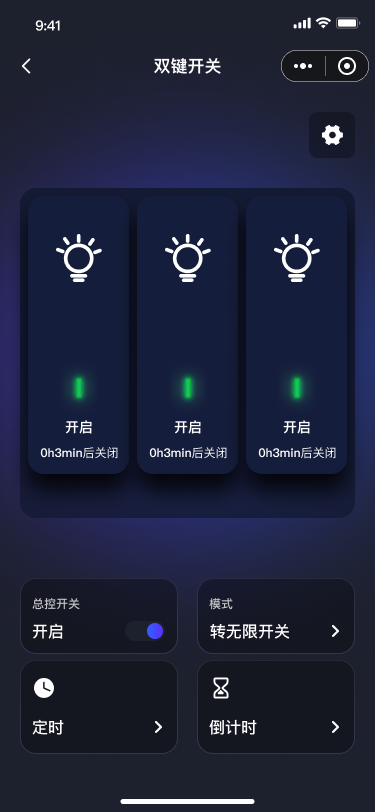 9:41
双键开关
开启 开启 开启
0h3min后关闭 0h3min后关闭 0h3min后关闭
总控开关 模式
开启 转无限开关
定时 倒计时